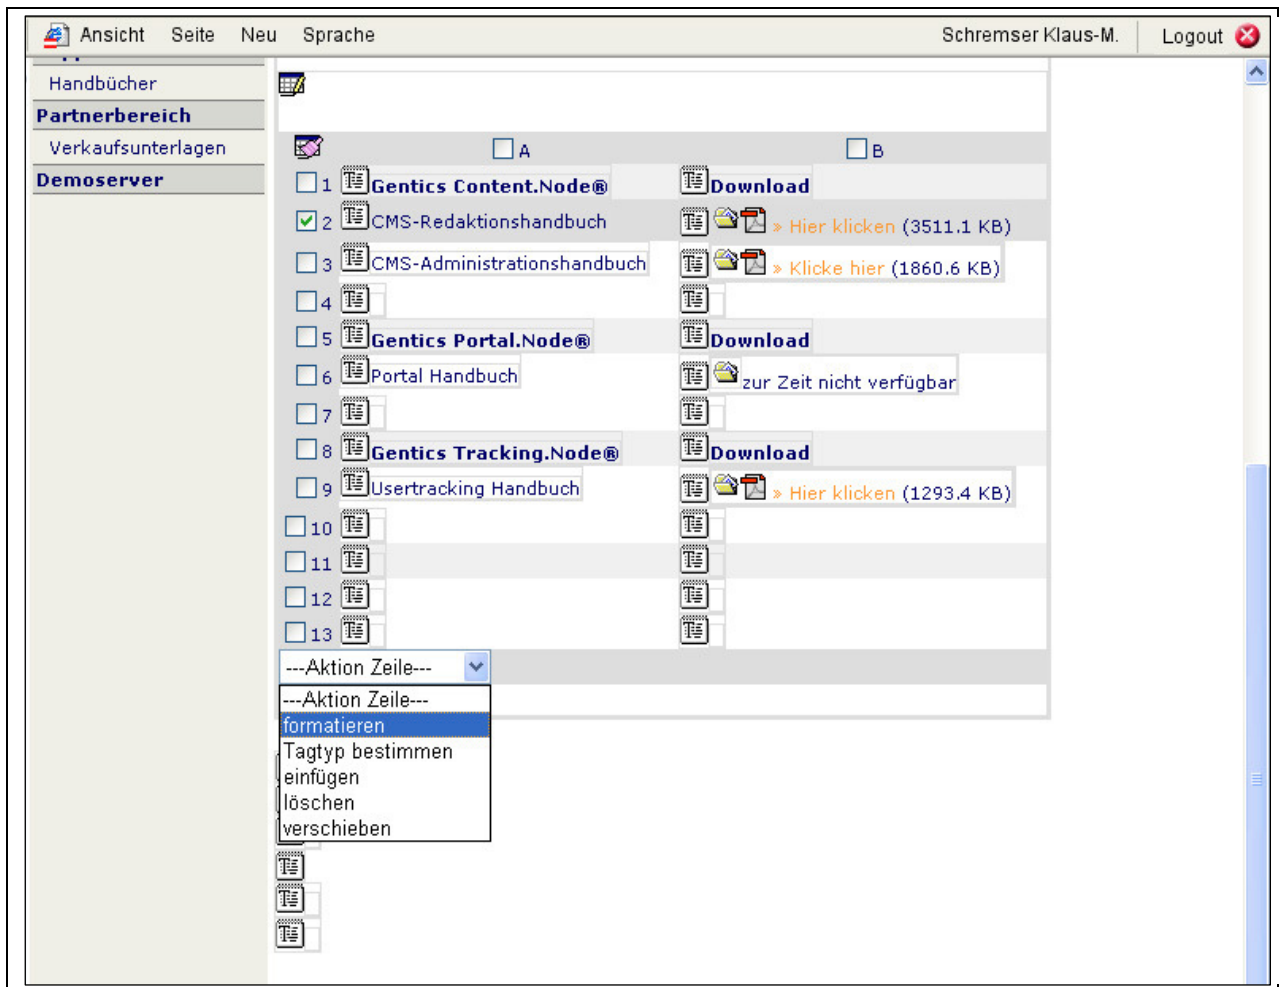 Ansicht Seite Neu Sprache Schremser Klaus-M. Logout
Handbücher
Partnerbereich
Verkaufsunterlagen
Demoserver
A B
1 Gentics Content.Node® Download
2 CMS-Redaktionshandbuch » Hier klicken (3511.1 KB)
3 CMS-Administrationshandbuch » Klicke hier (1860.6 KB)
4
5 Gentics Portal.Node® Download
6 Portal Handbuch zur Zeit nicht verfügbar
7
8 Gentics Tracking.Node® Download
9 Usertracking Handbuch » Hier klicken (1293.4 KB)
10
11
12
13
---Aktion Zeile---
---Aktion Zeile---
formatieren
Tagtyp bestimmen
einfügen
löschen
verschieben